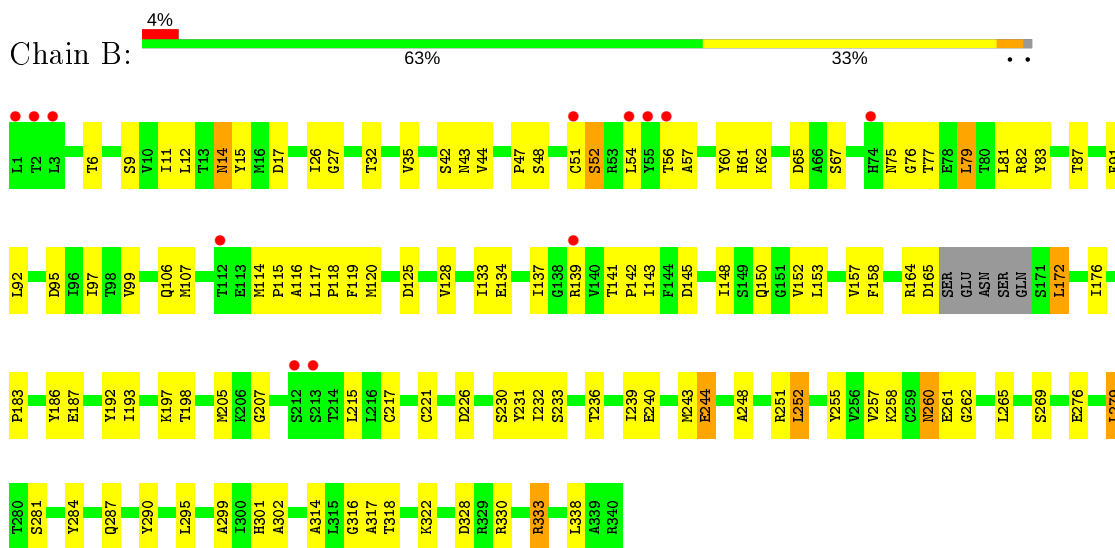 4%
Chain B:
63% 33% • •
L1 T2 L3 T6 S9 V10 I11 L12 T13 N14 Y15 M16 D17 I26 G27 T32 V35 S42 N43 V44 P47 S48 C51 S52 R53 L54 Y55 T56 A57 Y60 H61 K62 D65 A66 S67 H74 N75 G76 T77 E78 L79 T80 L81 R82 Y83 T87
L92 D95 I96 I97 T98 V99 Q106 M107 T112 E113 M114 P115 A116 L117 P118 F119 M120 D125 V128 I133 E134 I137 G138 R139 V140 T141 P142 I143 F144 D145 I148 S149 Q150 G151 V152 L153 V157 F158 R164 D165 SER GLU ASN SER GLN S171 L172 I176
P183 Y186 E187 Y192 I193 K197 T198 M205 K206 G207 S212 S213 T214 L215 L216 C217 C221 D226 S230 Y231 I232 S233 T236 I239 E240 M243 E244 A248 R251 L252 Y255 V256 V257 K258 C259 N260 E261 G262 L265 S269 E276
T280 S281 Y284 Q287 Y290 L295 A299 I300 H301 A302 A314 L315 G316 A317 T318 K322 D328 R329 R330 R333 L338 A339 R340